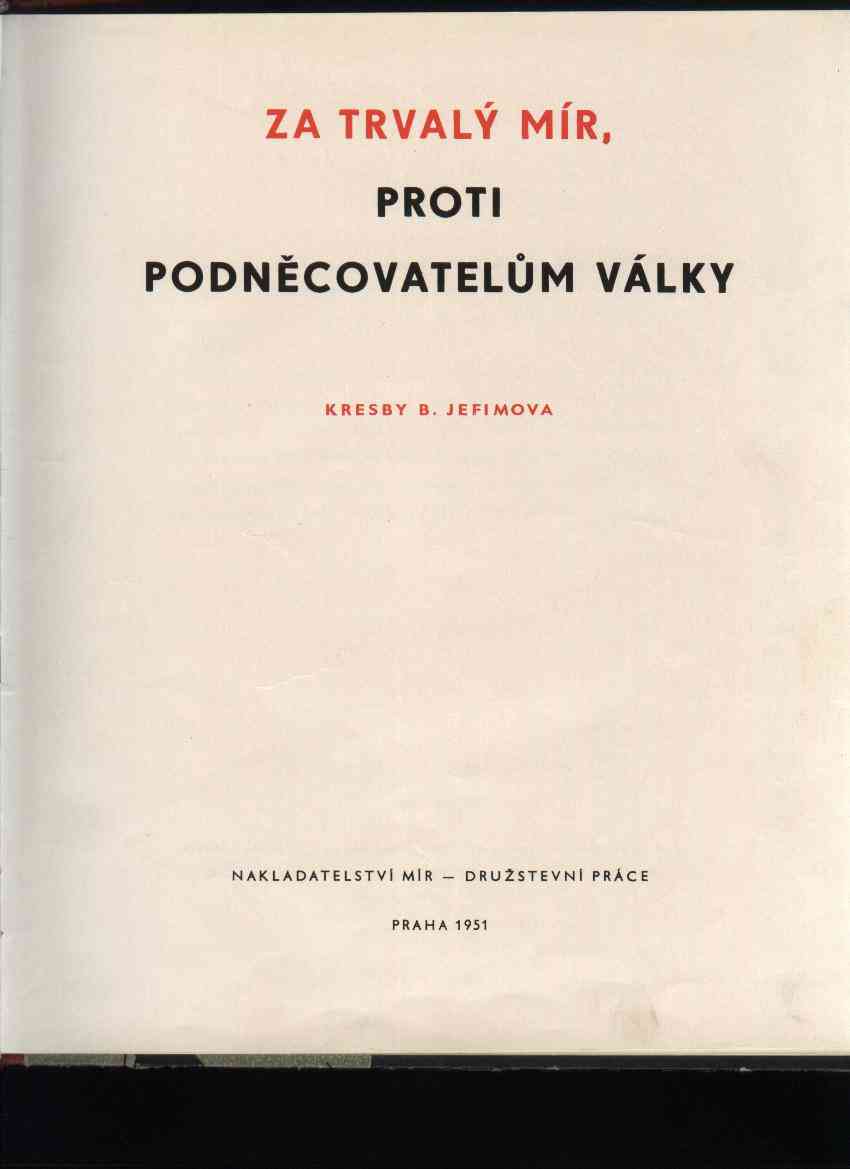 ZA TRVALÝ MÍR,
PROTI
PODNĚCOVATELŮM VÁLKY
KRESBY B. JEFIMOVA
NAKLADATELSTVÍ MÍR — DRUŽSTEVNÍ PRÁCE
PRAHA 1951